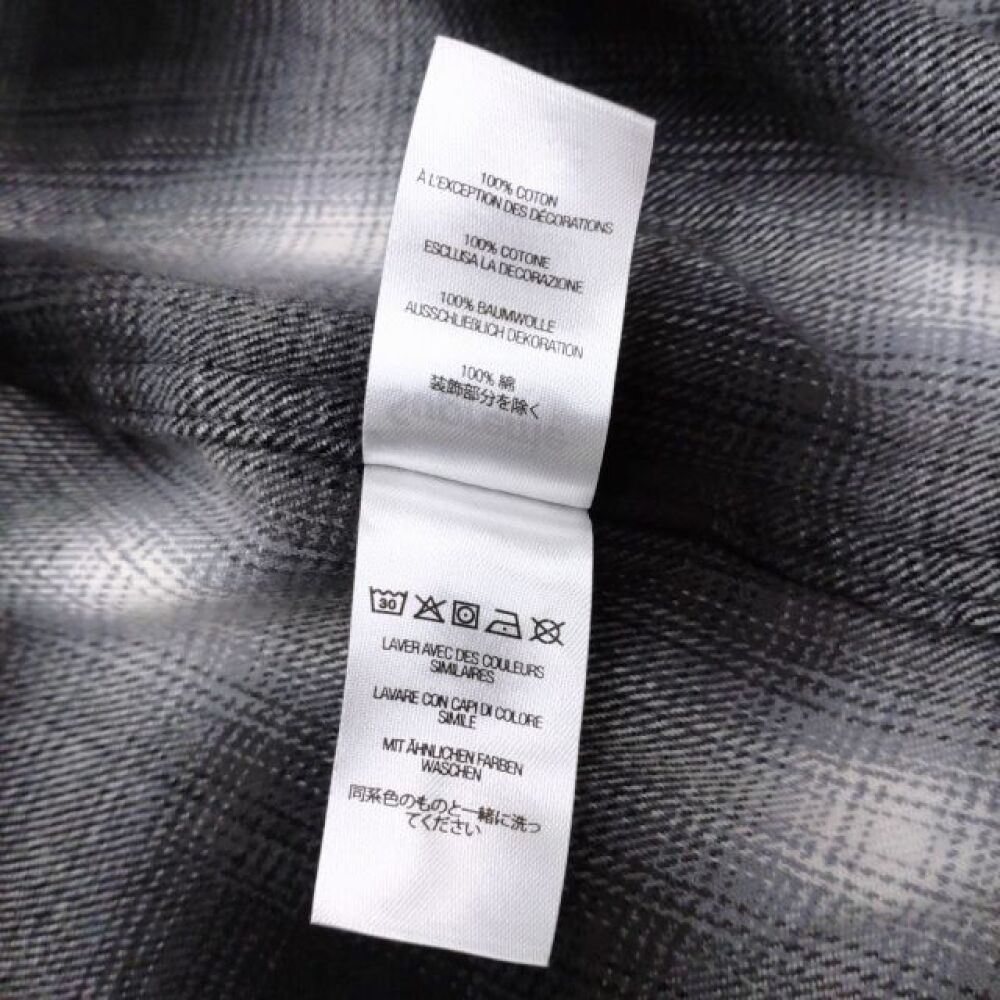 100% COTON
À L'EXCEPTION DES DÉCORATIONS
100% COTONE
ESCLUSA LA DECORAZIONE
100% BAUMWOLLE
AUSSCHLIEBLICH DEKORATION
100% 綿
装飾部分を除く
30
LAVER AVEC DES COULEURS
SIMILAIRES
LAVARE CON CAPI DI COLORE
SIMILE
MIT ÄHNLICHEN FARBEN
WASCHEN
同系色のものと一緒に洗っ
てください